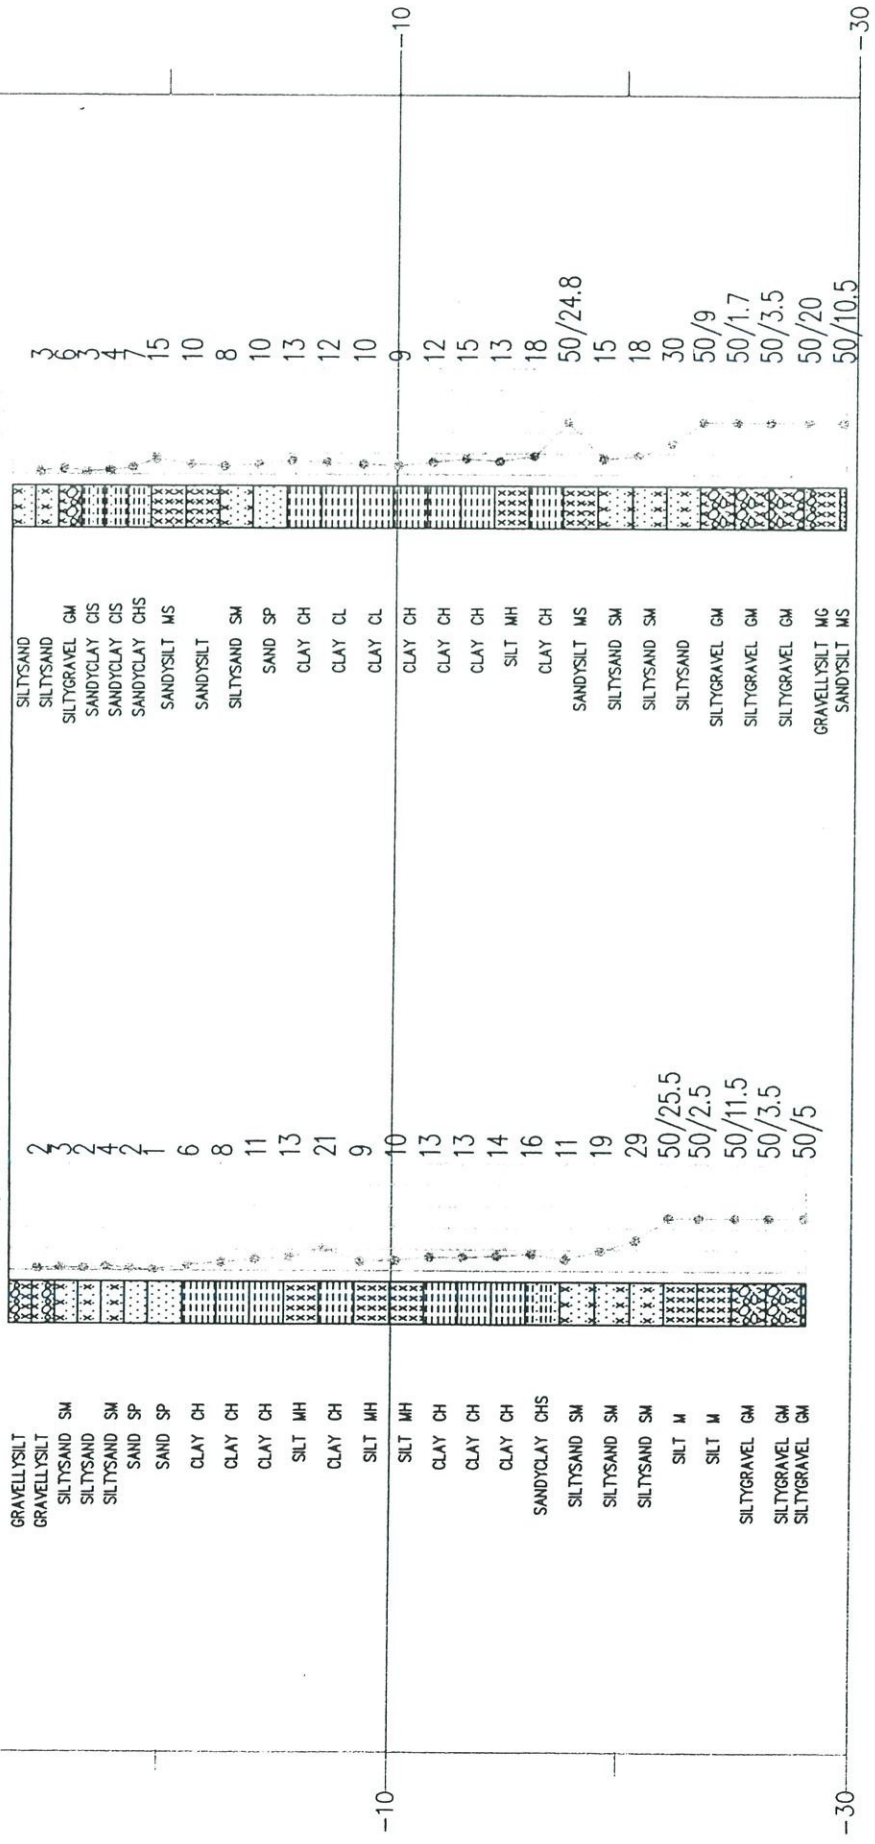 -10
-30
3
6
3
4
7
15
10
8
10
13
12
10
9
12
15
13
18
50/24.8
15
18
30
50/9
50/1.7
50/3.5
50/20
50/10.5
SILTYSAND
SILTYSAND
SILTYGRAVEL GM
SANDYCLAY CIS
SANDYCLAY CIS
SANDYCLAY CHS
SANDYSILT MS
SANDYSILT
SILTYSAND SM
SAND SP
CLAY CH
CLAY CL
CLAY CL
CLAY CH
CLAY CH
CLAY CH
SILT MH
CLAY CH
SANDYSILT MS
SILTYSAND SM
SILTYSAND SM
SILTYSAND
SILTYGRAVEL GM
SILTYGRAVEL GM
SILTYGRAVEL GM
GRAVELLYSILT MG
SANDYSILT MS
2
3
2
4
2
1
6
8
11
13
21
9
10
13
13
14
16
11
19
29
50/25.5
50/2.5
50/11.5
50/3.5
50/5
GRAVELLYSILT
GRAVELLYSILT
SILTYSAND SM
SILTYSAND
SILTYSAND SM
SAND SP
SAND SP
CLAY CH
CLAY CH
CLAY CH
SILT MH
CLAY CH
SILT MH
SILT MH
CLAY CH
CLAY CH
CLAY CH
SANDYCLAY CHS
SILTYSAND SM
SILTYSAND SM
SILTYSAND SM
SILT M
SILT M
SILTYGRAVEL GM
SILTYGRAVEL GM
SILTYGRAVEL GM
-10
-30